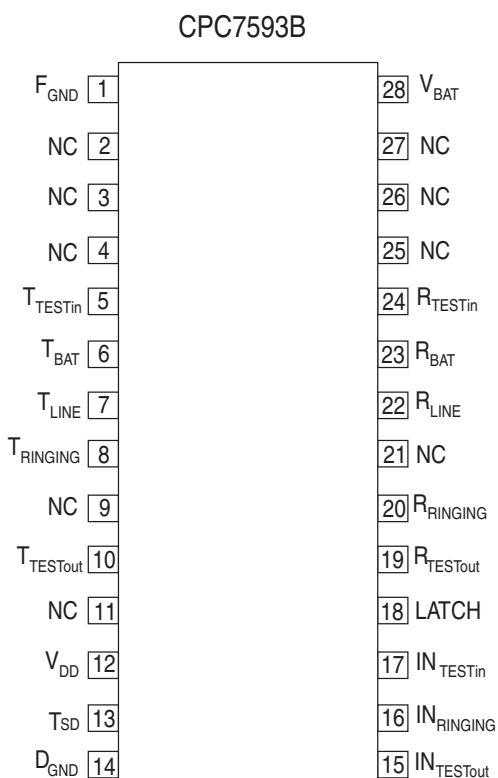 CPC7593B
F_GND 1 28 V_BAT
NC 2 27 NC
NC 3 26 NC
NC 4 25 NC
T_TESTin 5 24 R_TESTin
T_BAT 6 23 R_BAT
T_LINE 7 22 R_LINE
T_RINGING 8 21 NC
NC 9 20 R_RINGING
T_TESTout 10 19 R_TESTout
NC 11 18 LATCH
V_DD 12 17 IN_TESTin
T_SD 13 16 IN_RINGING
D_GND 14 15 IN_TESTout